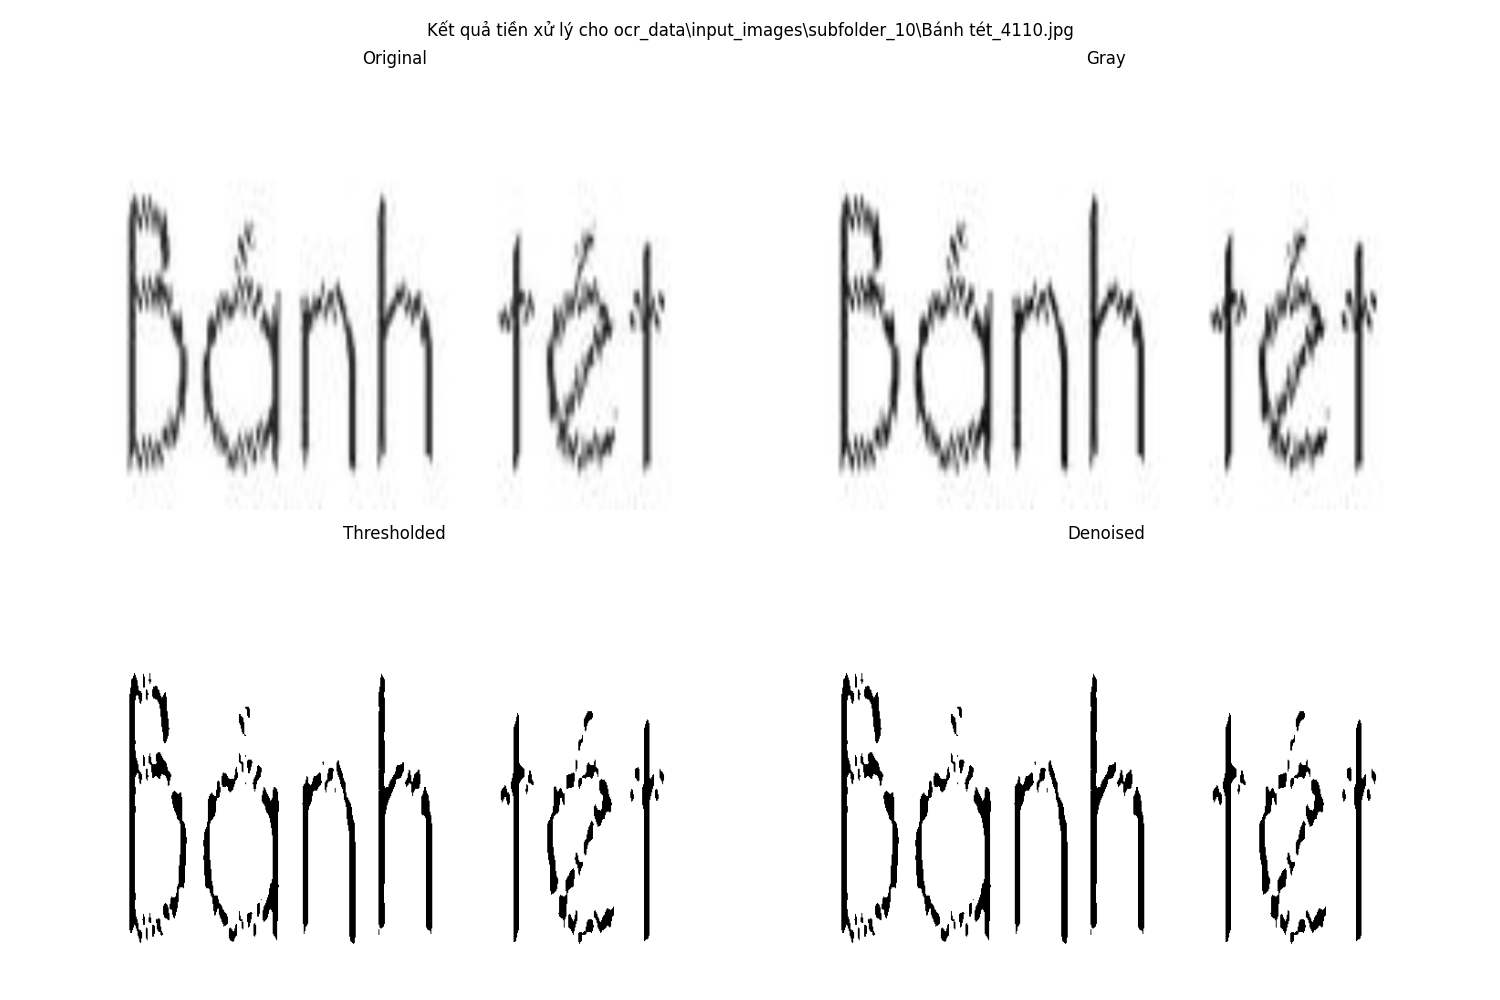 Kết quả tiền xử lý cho ocr_data\input_images\subfolder_10\Bánh tét_4110.jpg
Original
Gray
Bánh tét
Bánh tét
Thresholded
Denoised
Bánh tét
Bánh tét